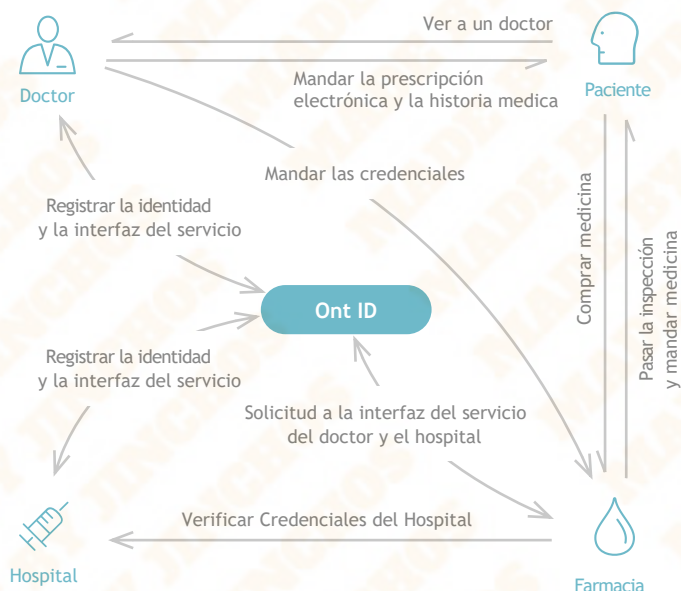 Ver a un doctor
Mandar la prescripción
electrónica y la historia medica
Doctor
Paciente
Mandar las credenciales
Registrar la identidad
y la interfaz del servicio
Comprar medicina
Pasar la inspección
y mandar medicina
Ont ID
Registrar la identidad
y la interfaz del servicio
Solicitud a la interfaz del servicio
del doctor y el hospital
Verificar Credenciales del Hospital
Hospital
Farmacia